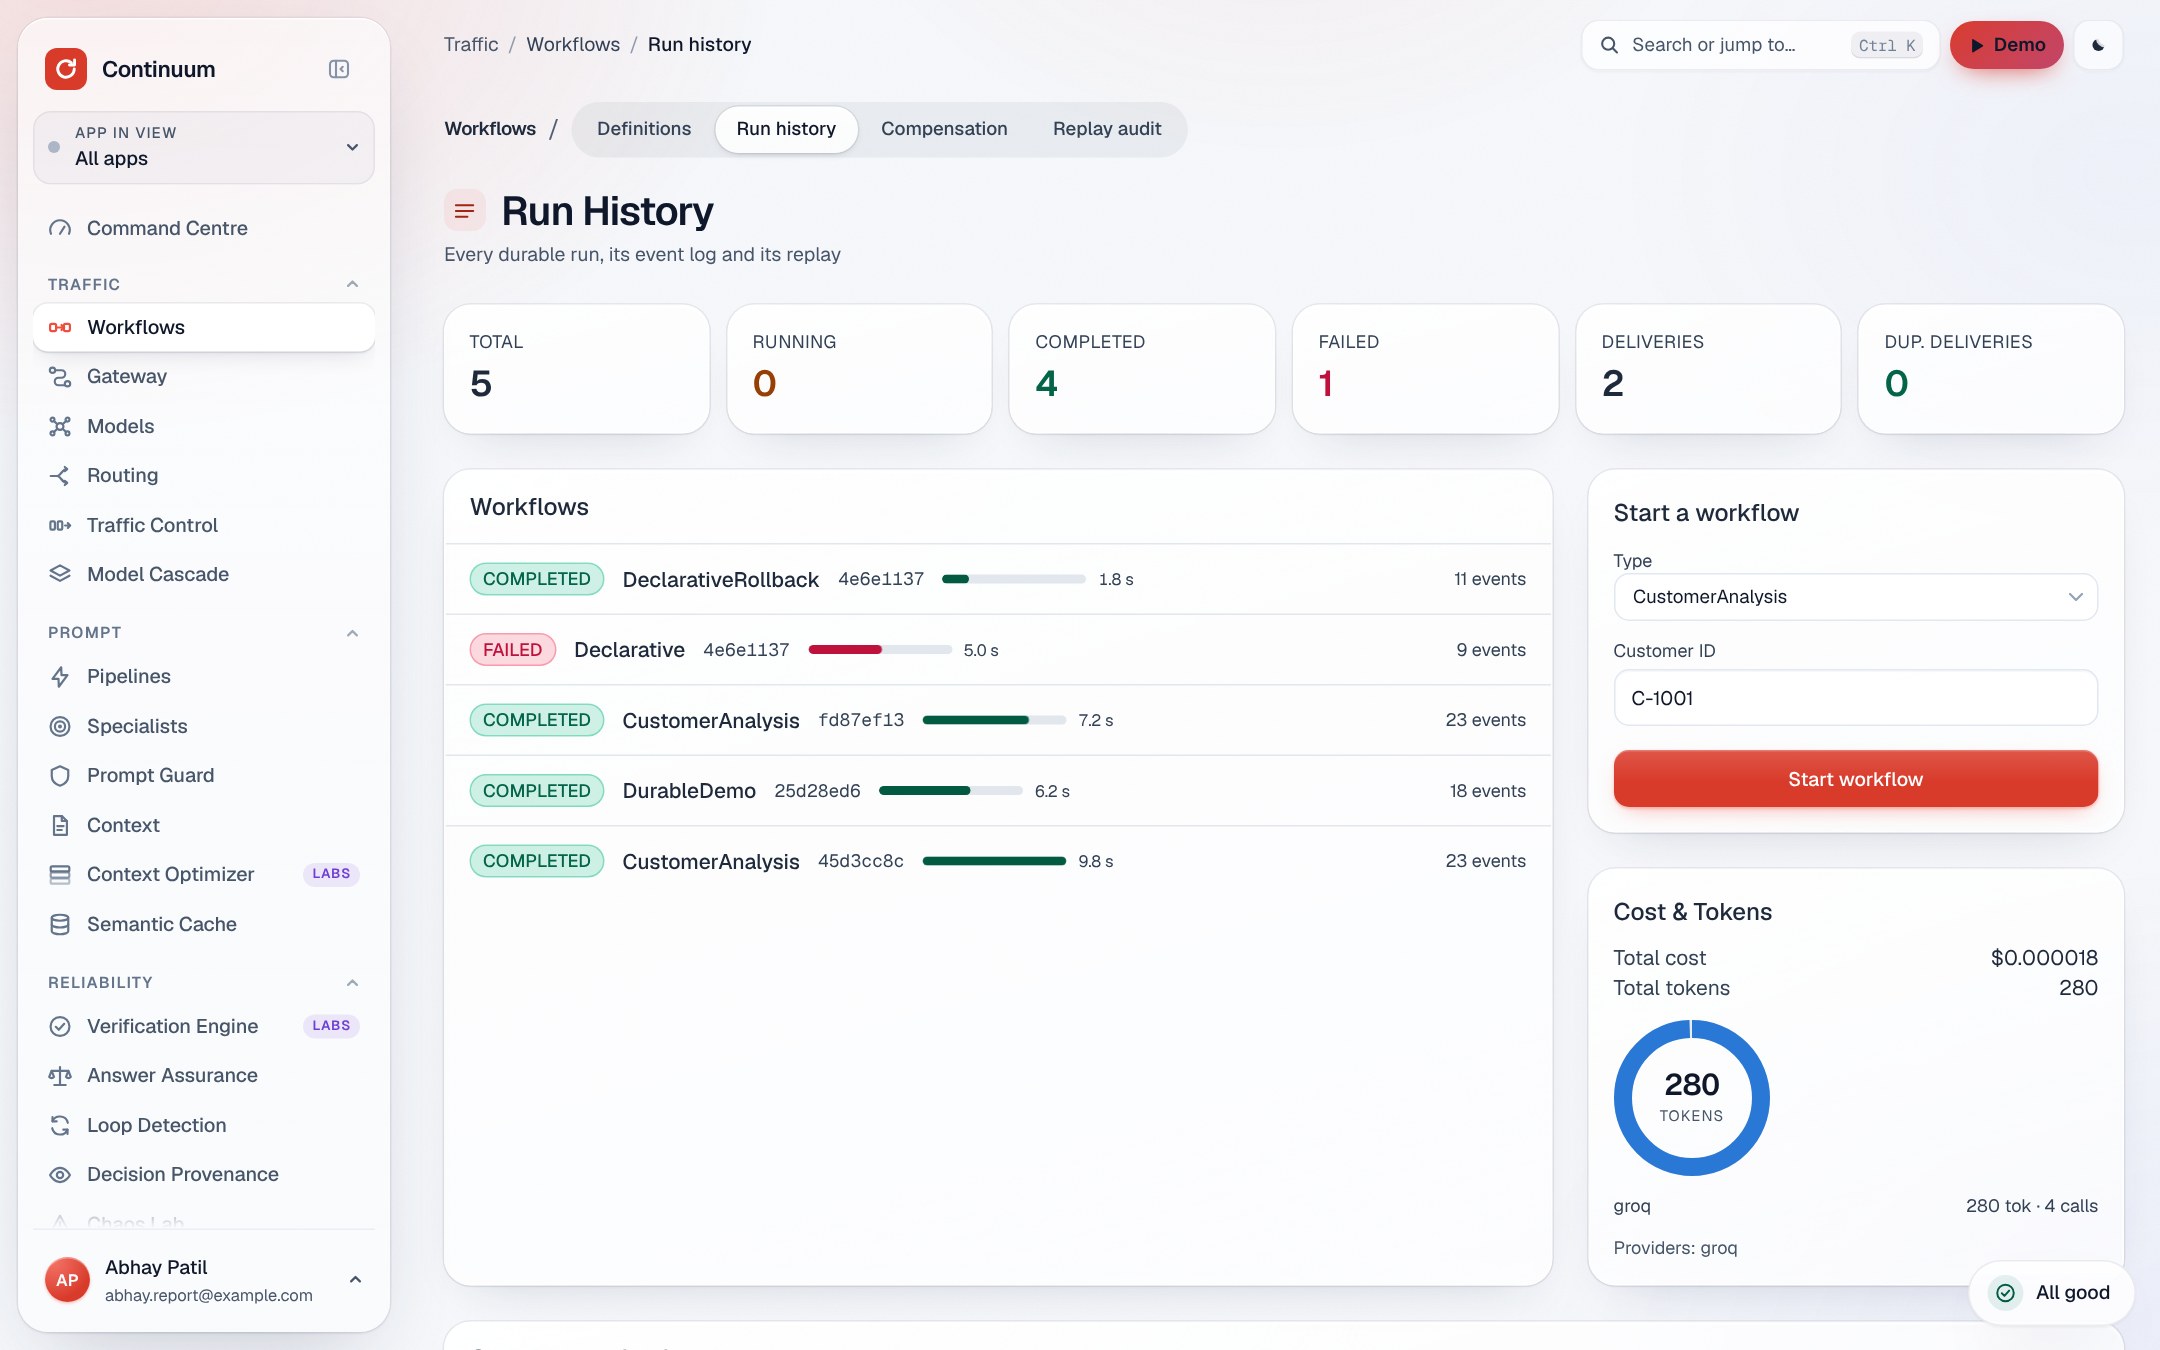 Continuum
APP IN VIEW
All apps
Command Centre
TRAFFIC
Workflows
Gateway
Models
Routing
Traffic Control
Model Cascade
PROMPT
Pipelines
Specialists
Prompt Guard
Context
Context Optimizer LABS
Semantic Cache
RELIABILITY
Verification Engine LABS
Answer Assurance
Loop Detection
Decision Provenance
Chaos Lab
AP
Abhay Patil
abhay.report@example.com
Traffic / Workflows / Run history
Search or jump to... Ctrl K
Demo
Workflows / Definitions Run history Compensation Replay audit
Run History
Every durable run, its event log and its replay
TOTAL
5
RUNNING
0
COMPLETED
4
FAILED
1
DELIVERIES
2
DUP. DELIVERIES
0
Workflows
COMPLETED DeclarativeRollback 4e6e1137 1.8 s 11 events
FAILED Declarative 4e6e1137 5.0 s 9 events
COMPLETED CustomerAnalysis fd87ef13 7.2 s 23 events
COMPLETED DurableDemo 25d28ed6 6.2 s 18 events
COMPLETED CustomerAnalysis 45d3cc8c 9.8 s 23 events
Start a workflow
Type
CustomerAnalysis
Customer ID
C-1001
Start workflow
Cost & Tokens
Total cost $0.000018
Total tokens 280
280
TOKENS
groq 280 tok · 4 calls
Providers: groq
All good